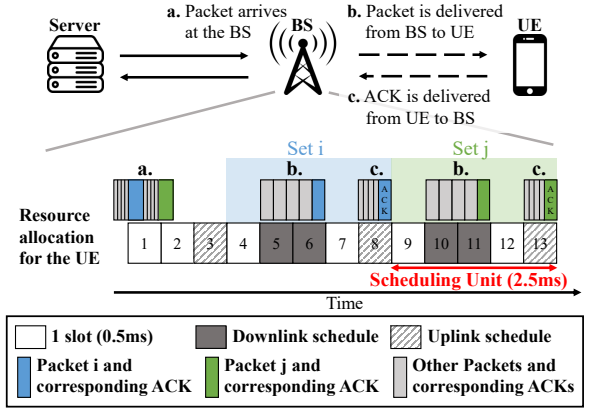 Server
a. Packet arrives
at the BS
BS
b. Packet is delivered
from BS to UE
UE
c. ACK is delivered
from UE to BS
Set i
Set j
a.
b.
c.
b.
c.
ACK
ACK
Resource
allocation
for the UE
1 2 3 4 5 6 7 8 9 10 11 12 13
Scheduling Unit (2.5ms)
Time
1 slot (0.5ms)
Downlink schedule
Uplink schedule
Packet i and
corresponding ACK
Packet j and
corresponding ACK
Other Packets and
corresponding ACKs